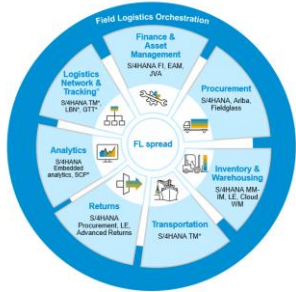 Field Logistics Orchestration
Finance &
Asset
Management
S/4HANA FI, EAM,
JVA
Procurement
S/4HANA, Ariba,
Fieldglass
Inventory &
Warehousing
S/4HANA MM-
IM, LE, Cloud
WM
Transportation
S/4HANA TM*
Returns
S/4HANA
Procurement, LE,
Advanced Returns
Analytics
S/4HANA
Embedded
analytics, SCP*
Logistics
Network &
Tracking*
S/4HANA TM*,
LBN*, GTT*
FL spread